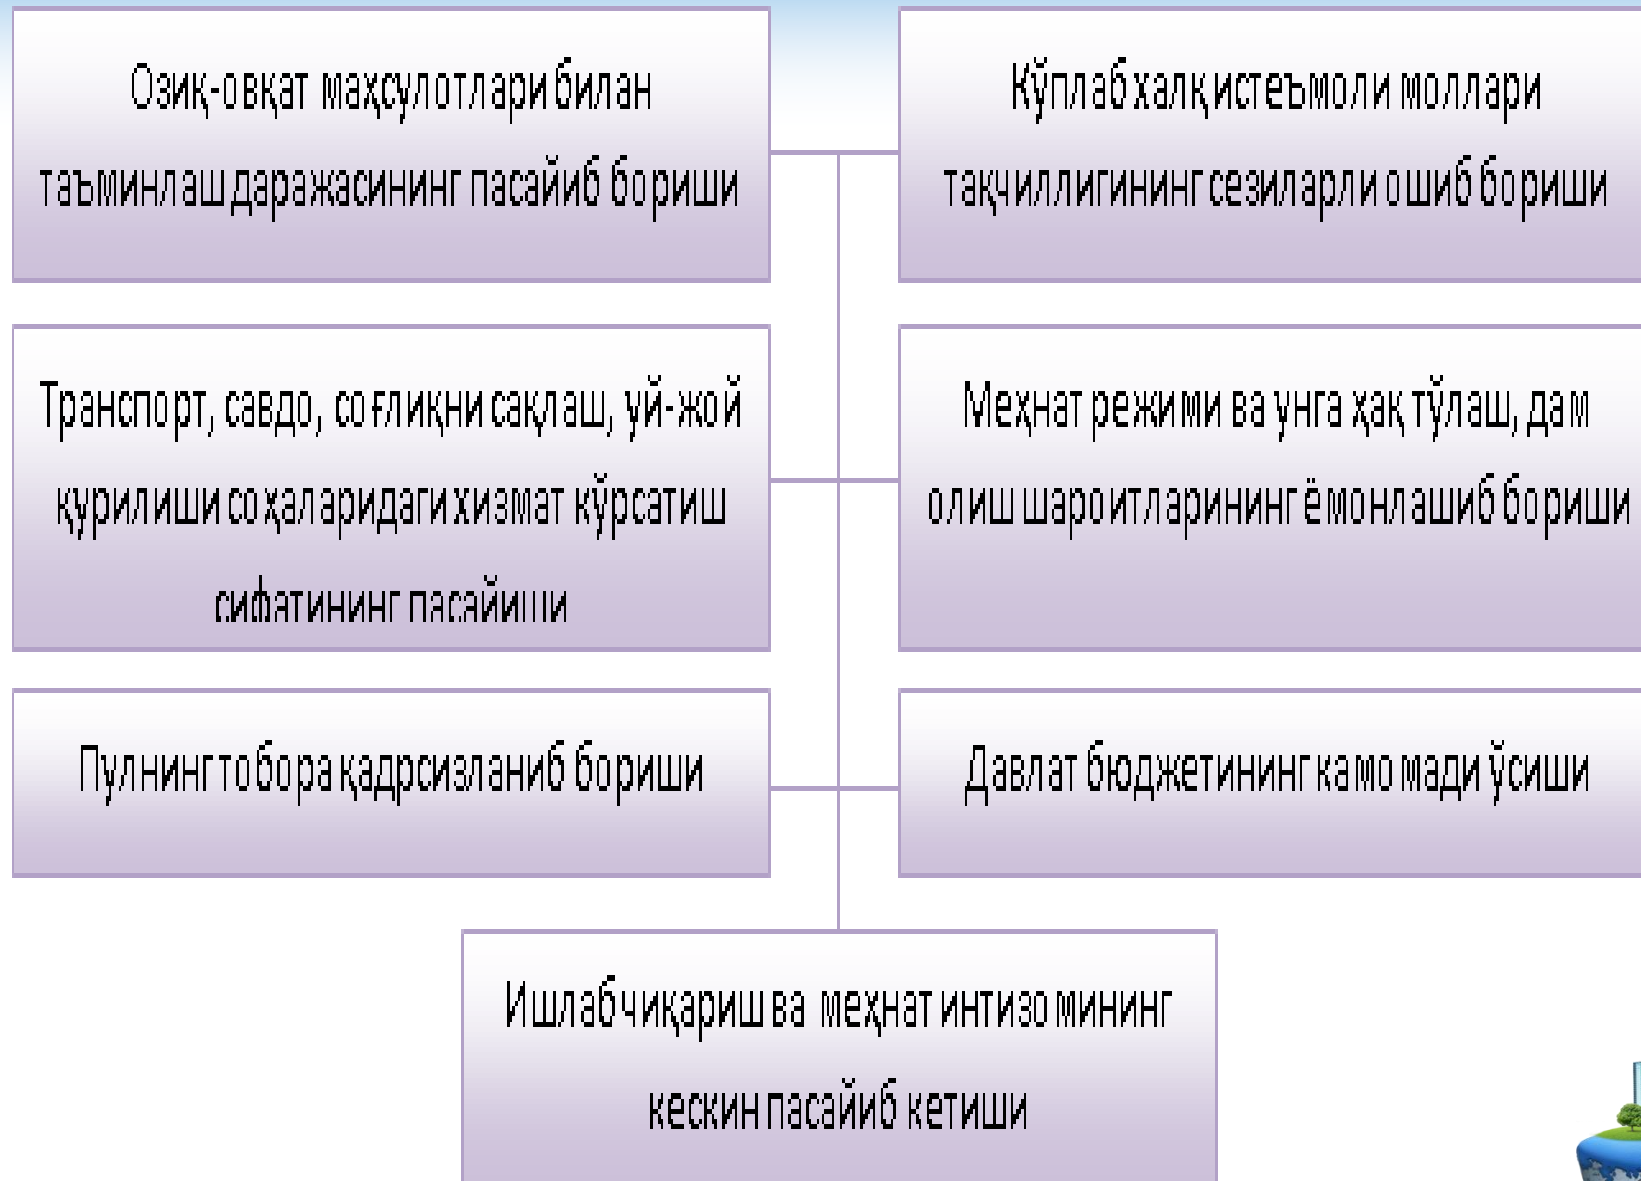 Озиқ-овқат маҳсулотлари билан
таъминлаш даражасининг пасайиб бориши
Кўплаб халқ истеъмоли моллари
тақчиллигининг сезиларли ошиб бориши
Транспорт, савдо, соғлиқни сақлаш, уй-жой
қурилиши соҳаларидаги хизмат кўрсатиш
сифатининг пасайиши
Меҳнат режими ва унга ҳақ тўлаш, дам
олиш шароитларининг ёмонлашиб бориши
Пулнинг тобора қадрсизланиб бориши
Давлат бюджетининг камомади ўсиши
Ишлаб чиқариш ва меҳнат интизомининг
кескин пасайиб кетиши